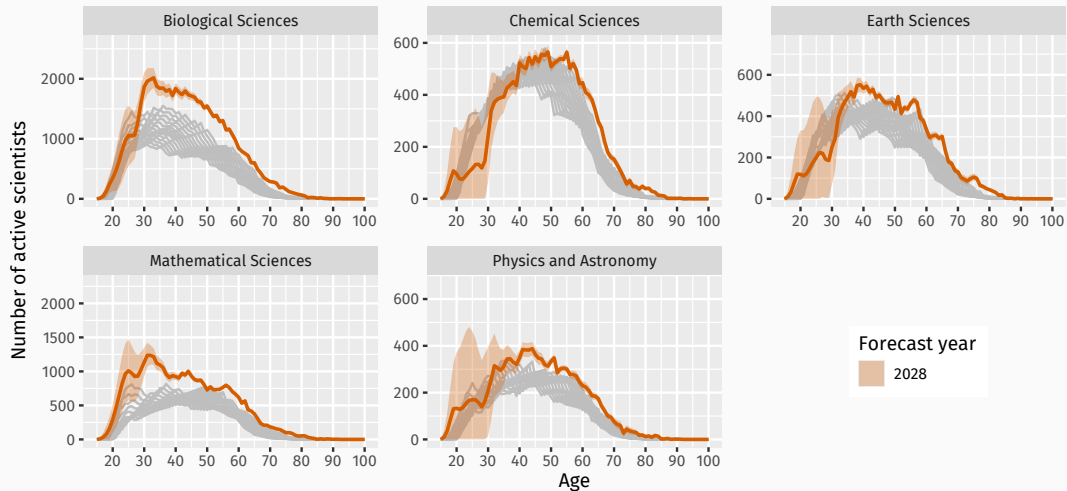 Biological Sciences
Chemical Sciences
Earth Sciences
2000
1000
0
20 30 40 50 60 70 80 90 100
600
400
200
0
20 30 40 50 60 70 80 90 100
600
400
200
0
20 30 40 50 60 70 80 90 100
Number of active scientists
Mathematical Sciences
Physics and Astronomy
2000
1500
1000
500
0
20 30 40 50 60 70 80 90 100
600
400
200
0
20 30 40 50 60 70 80 90 100
Age
Forecast year
2028